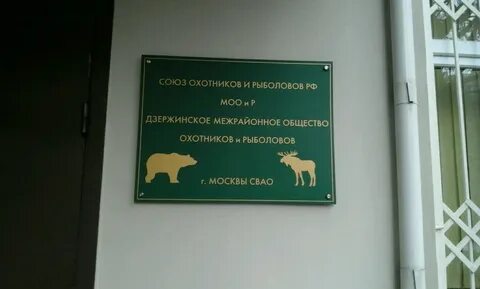 СОЮЗ ОХОТНИКОВ И РЫБОЛОВОВ РФ
МОО и Р
ДЗЕРЖИНСКОЕ МЕЖРАЙОННОЕ ОБЩЕСТВО
ОХОТНИКОВ и РЫБОЛОВОВ
г. МОСКВЫ СВАО